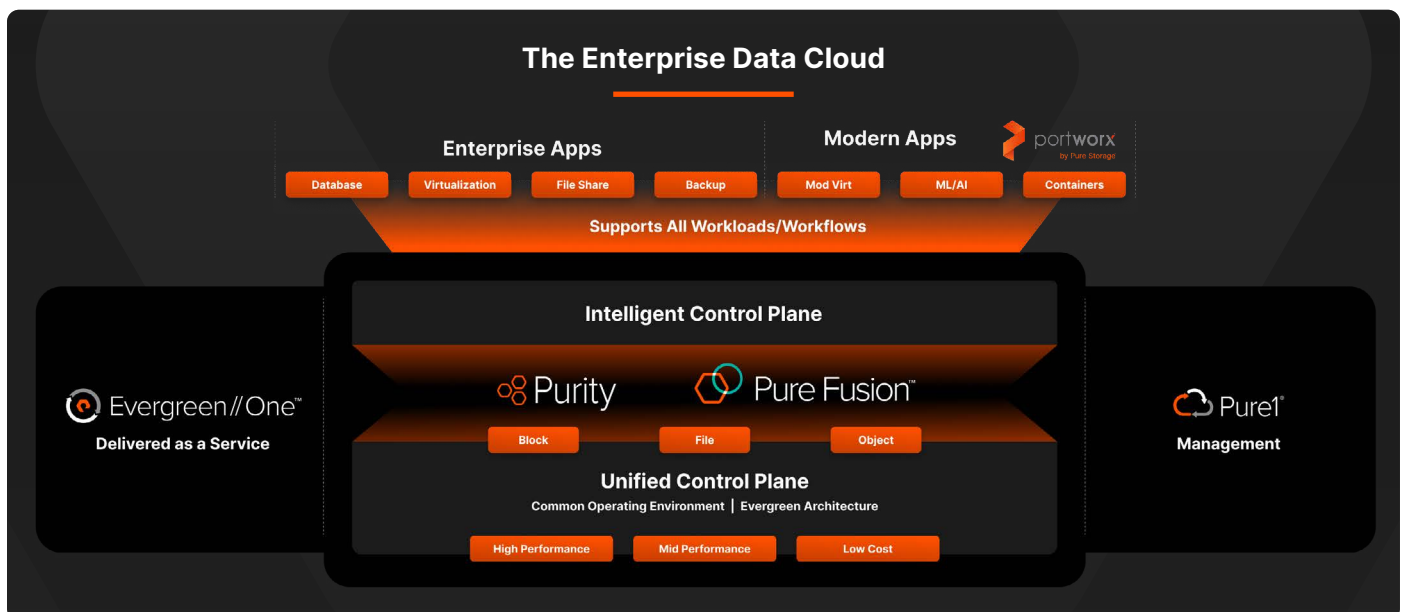 The Enterprise Data Cloud
Enterprise Apps
Modern Apps
portworx
by Pure Storage
Database
Virtualization
File Share
Backup
Mod Virt
ML/AI
Containers
Supports All Workloads/Workflows
Intelligent Control Plane
Purity
Pure Fusion™
Evergreen//One™
Delivered as a Service
Pure1®
Management
Block
File
Object
Unified Control Plane
Common Operating Environment | Evergreen Architecture
High Performance
Mid Performance
Low Cost